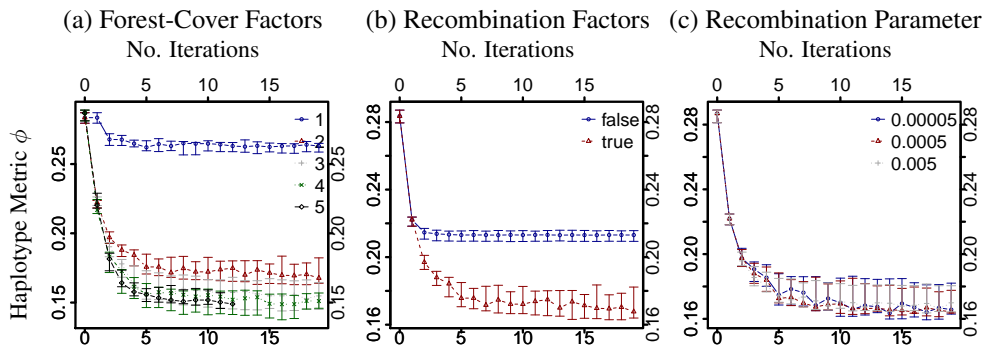 (a) Forest-Cover Factors
No. Iterations
0 5 10 15
Haplotype Metric ϕ
0.25
0.20
0.15
1
2
3
4
5
0.25
0.20
0.15
0 5 10 15
(b) Recombination Factors
No. Iterations
0 5 10 15
0.28
0.24
0.20
0.16
false
true
0.28
0.24
0.20
0.16
0 5 10 15
(c) Recombination Parameter
No. Iterations
0 5 10 15
0.28
0.24
0.20
0.16
0.00005
0.0005
0.005
0.28
0.24
0.20
0.16
0 5 10 15